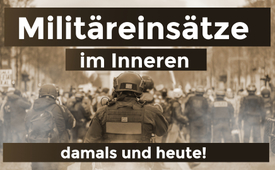 Militäreinsätze
im Inneren
damals und heute!